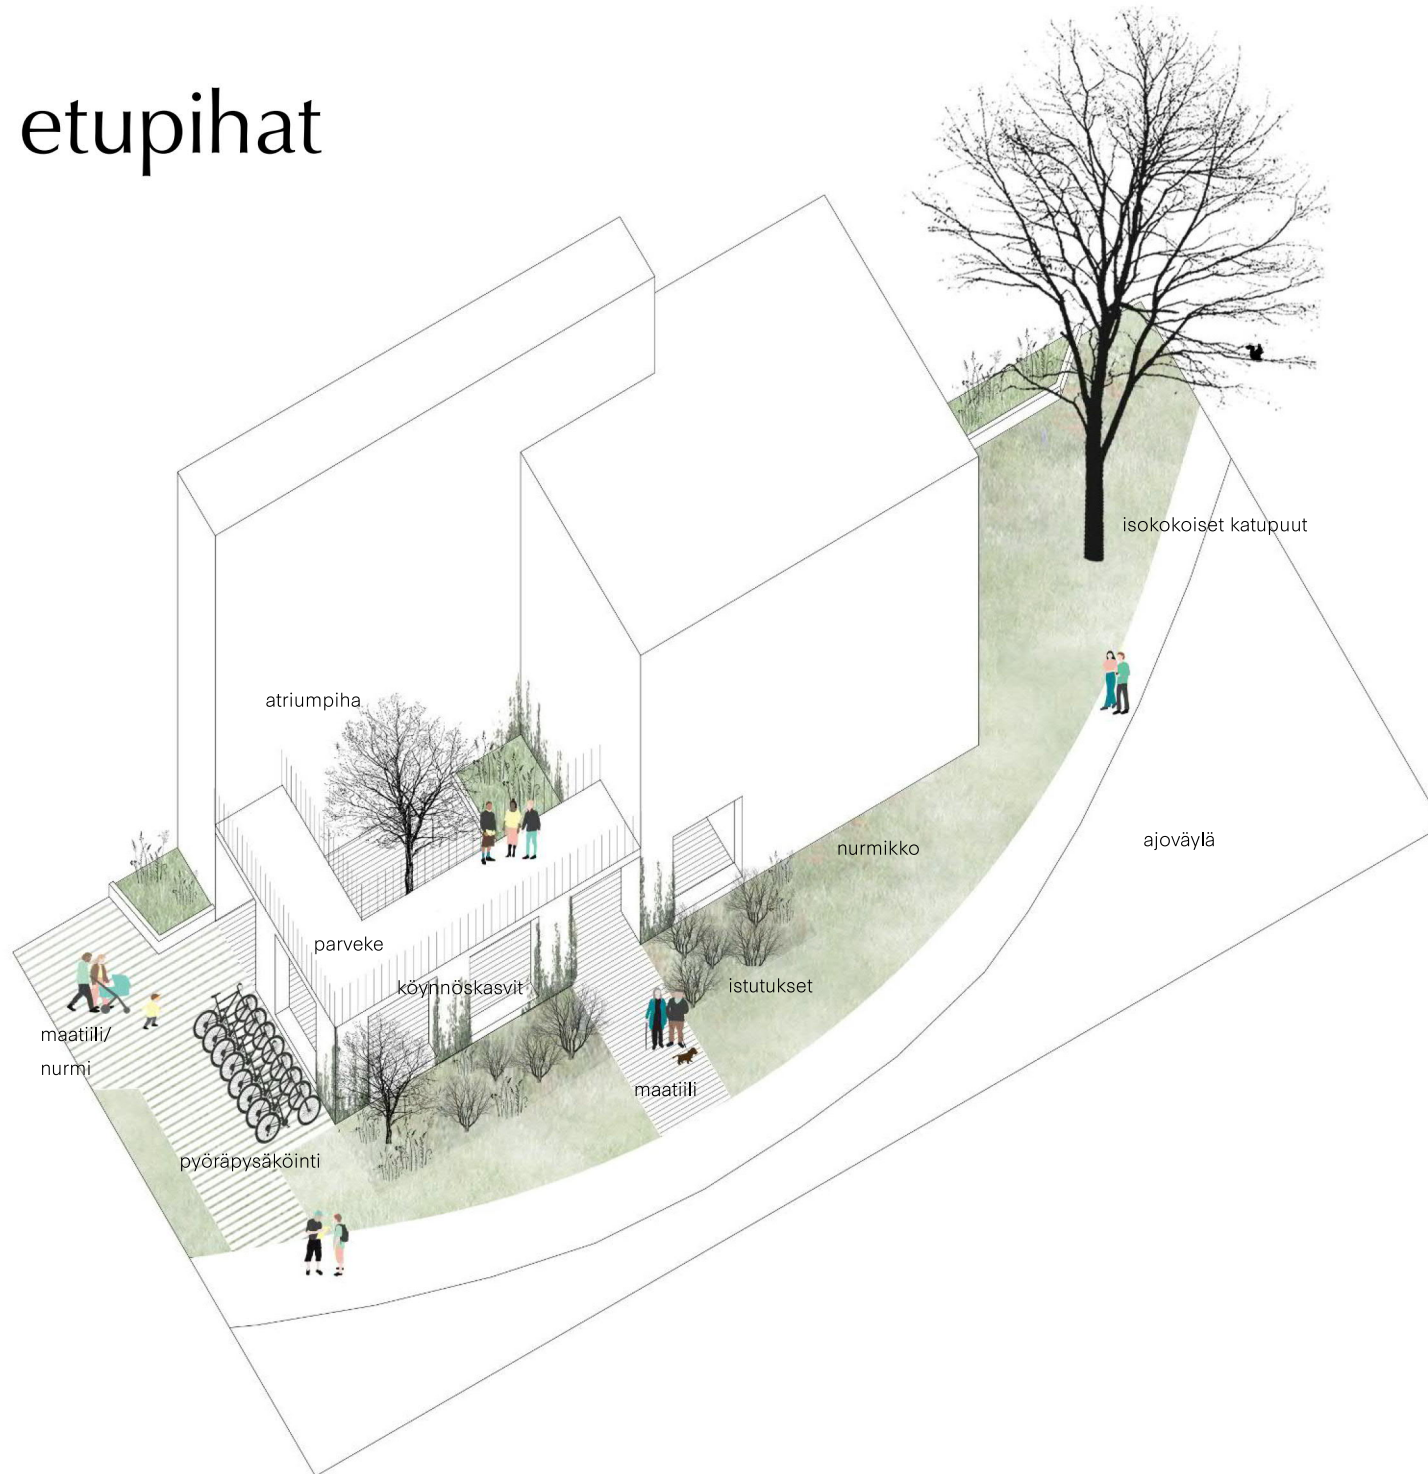 etupihat
isokokoiset katupuut
atriumpiha
nurmikko
ajoväylä
parveke
köynnöskasvit
istutukset
maatiili/
nurmi
maatiili
pyöräpysäköinti